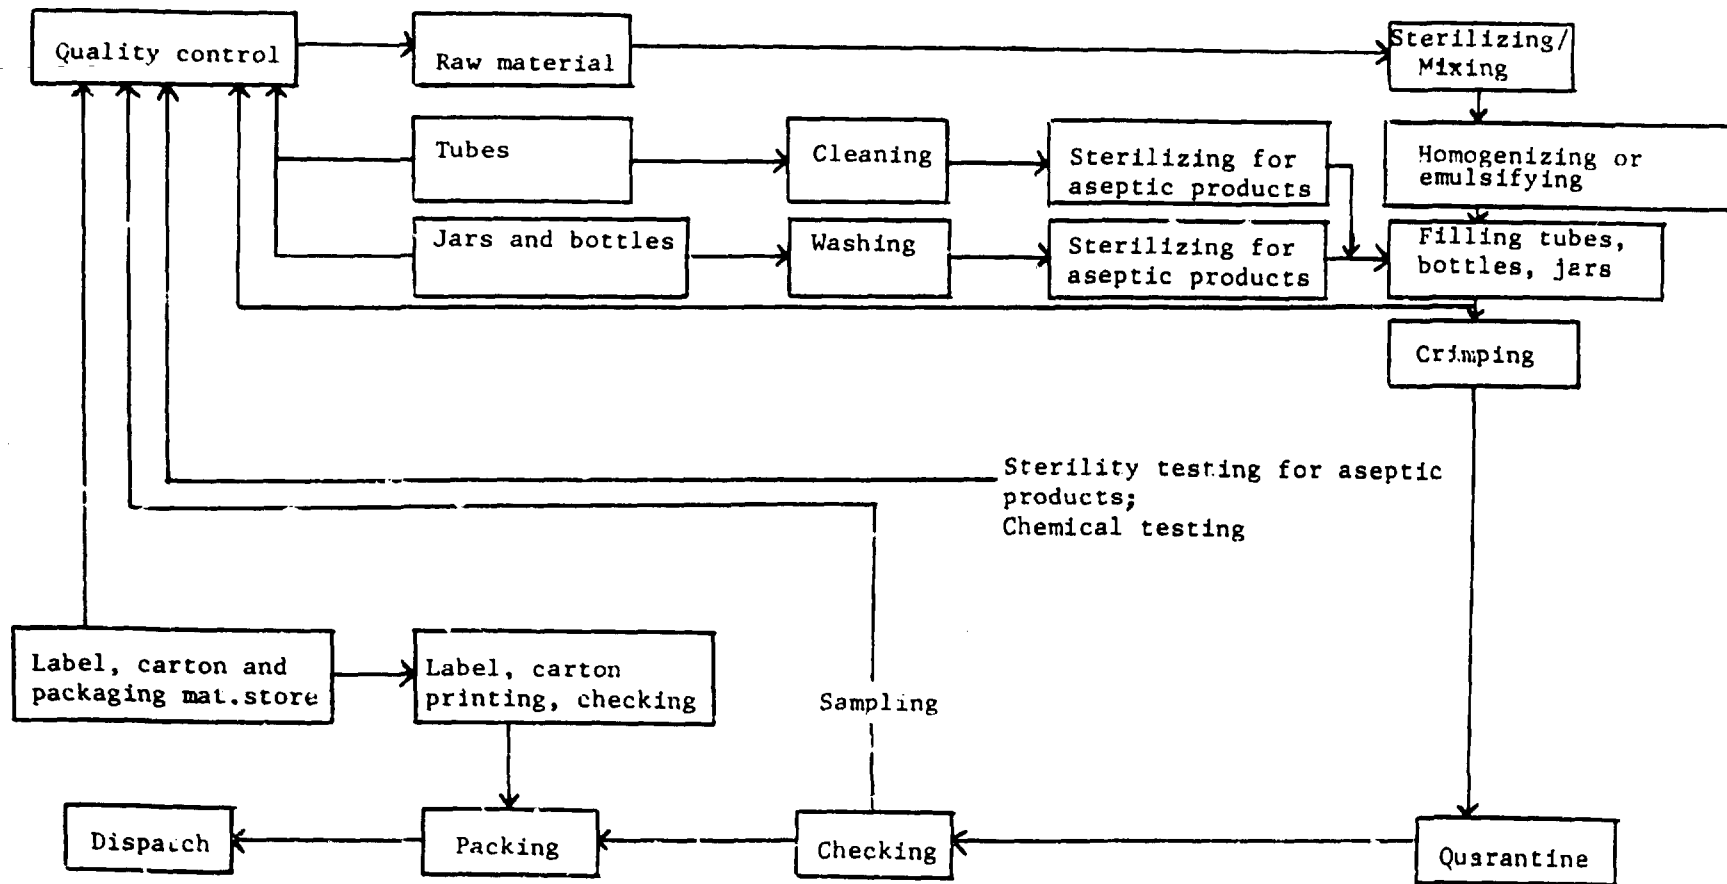 Quality control
Raw material
Sterilizing/
Mixing
Tubes
Cleaning
Sterilizing for
aseptic products
Homogenizing or
emulsifying
Jars and bottles
Washing
Sterilizing for
aseptic products
Filling tubes,
bottles, jars
Crimping
Sterility testing for aseptic
products;
Chemical testing
Label, carton and
packaging mat.store
Label, carton
printing, checking
Sampling
Dispatch
Packing
Checking
Quarantine